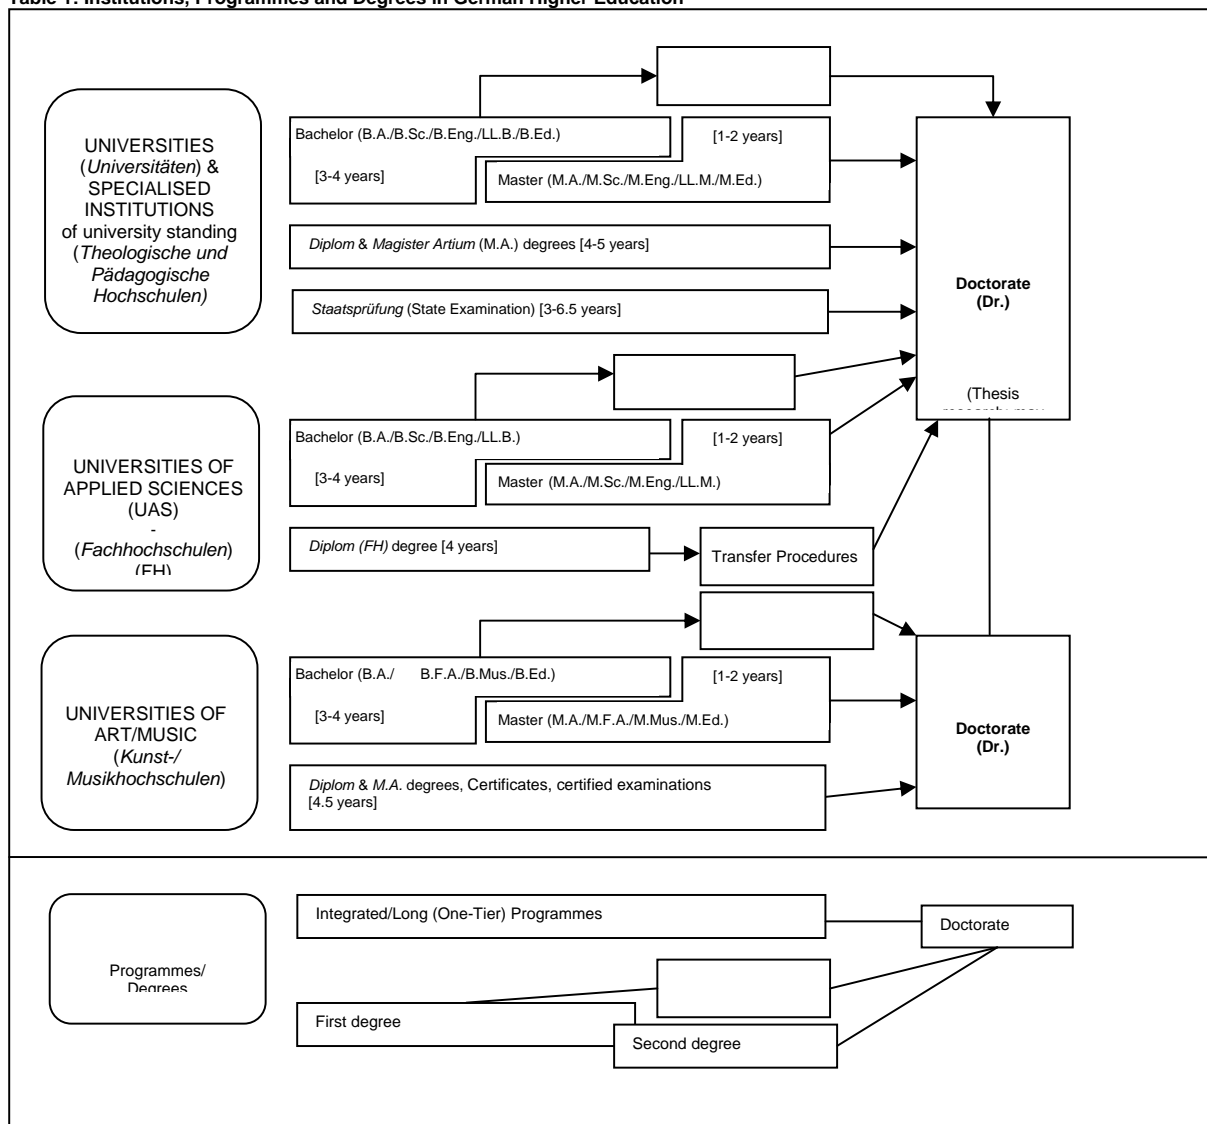 Table 1: Institutions, Programmes and Degrees in German Higher Education
UNIVERSITIES
(Universitäten) &
SPECIALISED
INSTITUTIONS
of university standing
(Theologische und
Pädagogische
Hochschulen)
Bachelor (B.A./B.Sc./B.Eng./LL.B./B.Ed.)
[3-4 years]
[1-2 years]
Master (M.A./M.Sc./M.Eng./LL.M./M.Ed.)
Diplom & Magister Artium (M.A.) degrees [4-5 years]
Staatsprüfung (State Examination) [3-6.5 years]
Doctorate
(Dr.)
(Thesis
UNIVERSITIES OF
APPLIED SCIENCES
(UAS)
-
(Fachhochschulen)
(FH)
Bachelor (B.A./B.Sc./B.Eng./LL.B.)
[3-4 years]
[1-2 years]
Master (M.A./M.Sc./M.Eng./LL.M.)
Diplom (FH) degree [4 years]
Transfer Procedures
UNIVERSITIES OF
ART/MUSIC
(Kunst-/
Musikhochschulen)
Bachelor (B.A./ B.F.A./B.Mus./B.Ed.)
[3-4 years]
[1-2 years]
Master (M.A./M.F.A./M.Mus./M.Ed.)
Diplom & M.A. degrees, Certificates, certified examinations
[4.5 years]
Doctorate
(Dr.)
Programmes/
Degrees
Integrated/Long (One-Tier) Programmes
Doctorate
First degree
Second degree